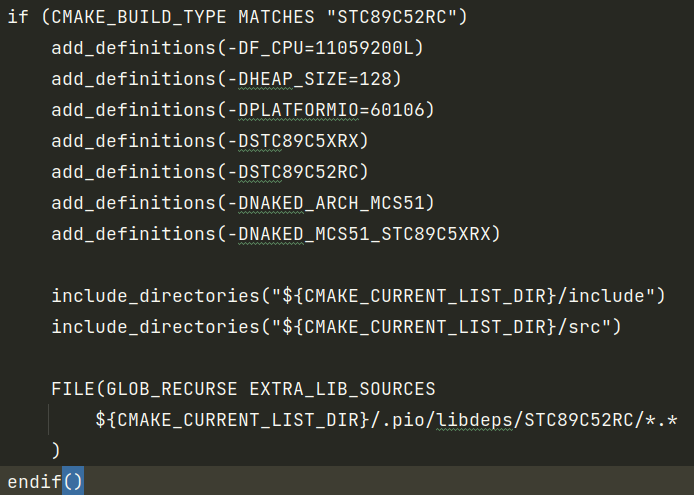 if (CMAKE_BUILD_TYPE MATCHES "STC89C52RC")
    add_definitions(-DF_CPU=11059200L)
    add_definitions(-DHEAP_SIZE=128)
    add_definitions(-DPLATFORMIO=60106)
    add_definitions(-DSTC89C5XRX)
    add_definitions(-DSTC89C52RC)
    add_definitions(-DNAKED_ARCH_MCS51)
    add_definitions(-DNAKED_MCS51_STC89C5XRX)

    include_directories("${CMAKE_CURRENT_LIST_DIR}/include")
    include_directories("${CMAKE_CURRENT_LIST_DIR}/src")

    FILE(GLOB_RECURSE EXTRA_LIB_SOURCES
        ${CMAKE_CURRENT_LIST_DIR}/.pio/libdeps/STC89C52RC/*.*
    )
endif()